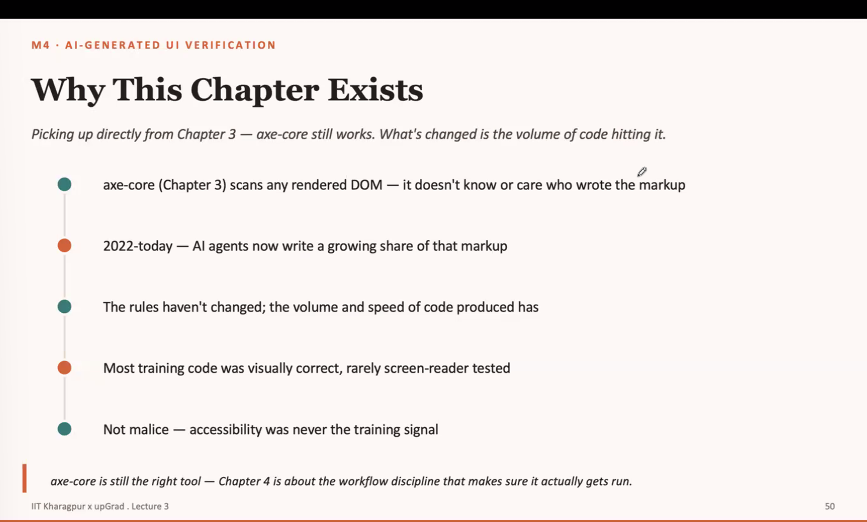 M4 · AI-GENERATED UI VERIFICATION
Why This Chapter Exists
Picking up directly from Chapter 3 — axe-core still works. What's changed is the volume of code hitting it.
axe-core (Chapter 3) scans any rendered DOM — it doesn't know or care who wrote the markup
2022-today — AI agents now write a growing share of that markup
The rules haven't changed; the volume and speed of code produced has
Most training code was visually correct, rarely screen-reader tested
Not malice — accessibility was never the training signal
axe-core is still the right tool — Chapter 4 is about the workflow discipline that makes sure it actually gets run.
IIT Kharagpur x upGrad . Lecture 3
50